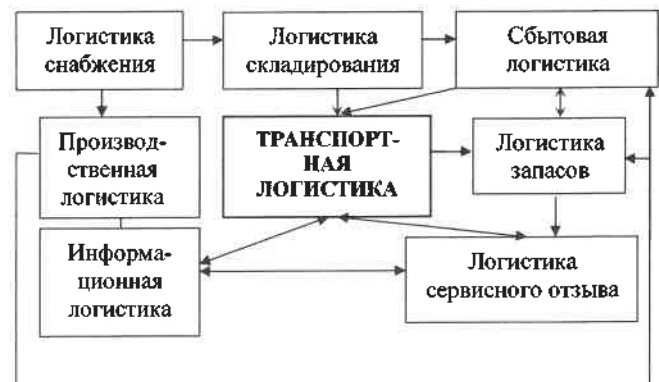 Логистика
снабжения
Логистика
складирования
Сбытовая
логистика
Производ-
ственная
логистика
ТРАНСПОРТ-
НАЯ
ЛОГИСТИКА
Логистика
запасов
Информа-
ционная
логистика
Логистика
сервисного отзыва